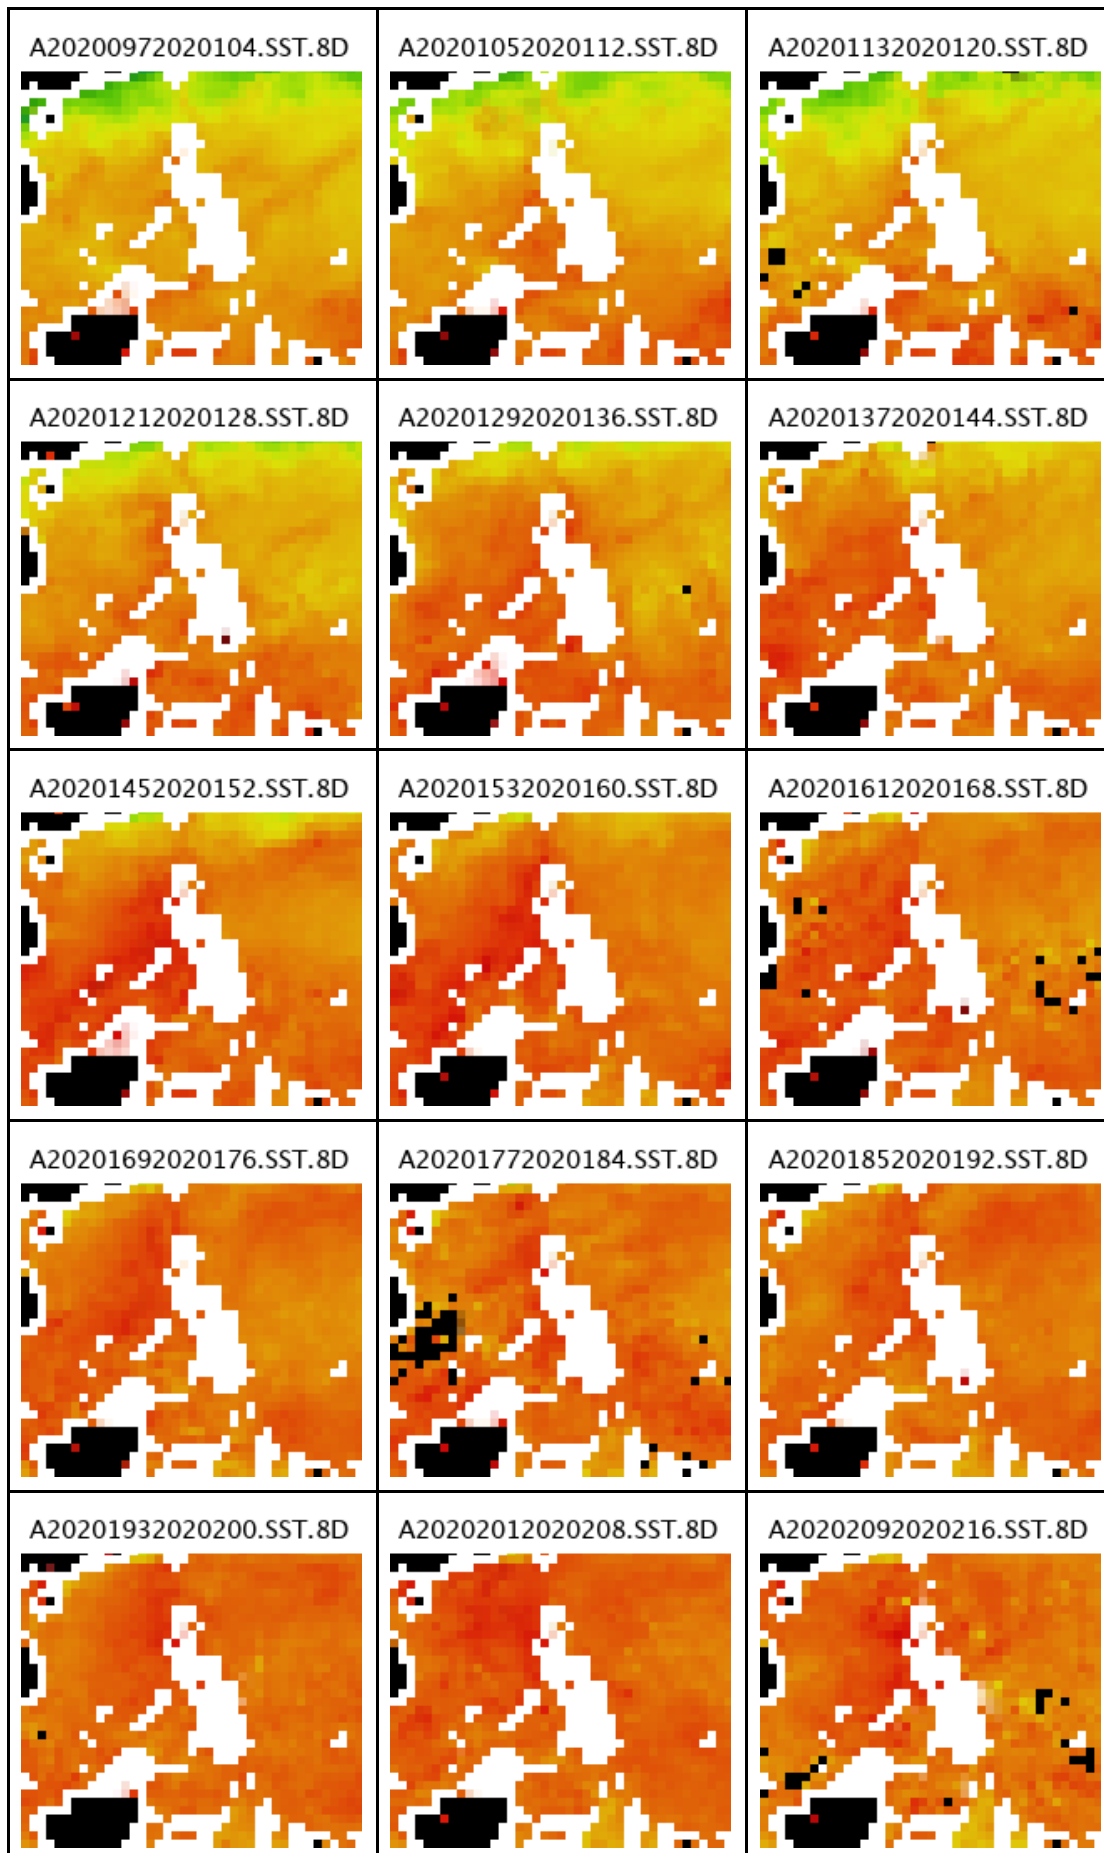 A20200972020104.SST.8D
A20201052020112.SST.8D
A20201132020120.SST.8D
A20201212020128.SST.8D
A20201292020136.SST.8D
A20201372020144.SST.8D
A20201452020152.SST.8D
A20201532020160.SST.8D
A20201612020168.SST.8D
A20201692020176.SST.8D
A20201772020184.SST.8D
A20201852020192.SST.8D
A20201932020200.SST.8D
A20202012020208.SST.8D
A20202092020216.SST.8D